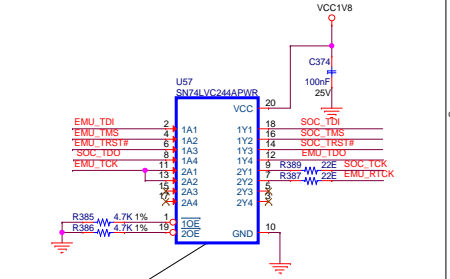 VCC1V8
C374
100nF
25V
U57
SN74LVC244APWR
VCC 20
EMU_TDI 2 1A1 1Y1 18 SOC_TDI
EMU_TMS 4 1A2 1Y2 16 SOC_TMS
EMU_TRST# 6 1A3 1Y3 14 SOC_TRST#
SOC_TDO 8 1A4 1Y4 12 EMU_TDO
EMU_TCK 11 2A1 2Y1 9 R389 22E SOC_TCK
13 2A2 2Y2 7 R387 22E EMU_RTCK
15 2A3 2Y3 5
17 2A4 2Y4
R385 4.7K 1% 1 1OE
R386 4.7K 1% 19 2OE GND 10